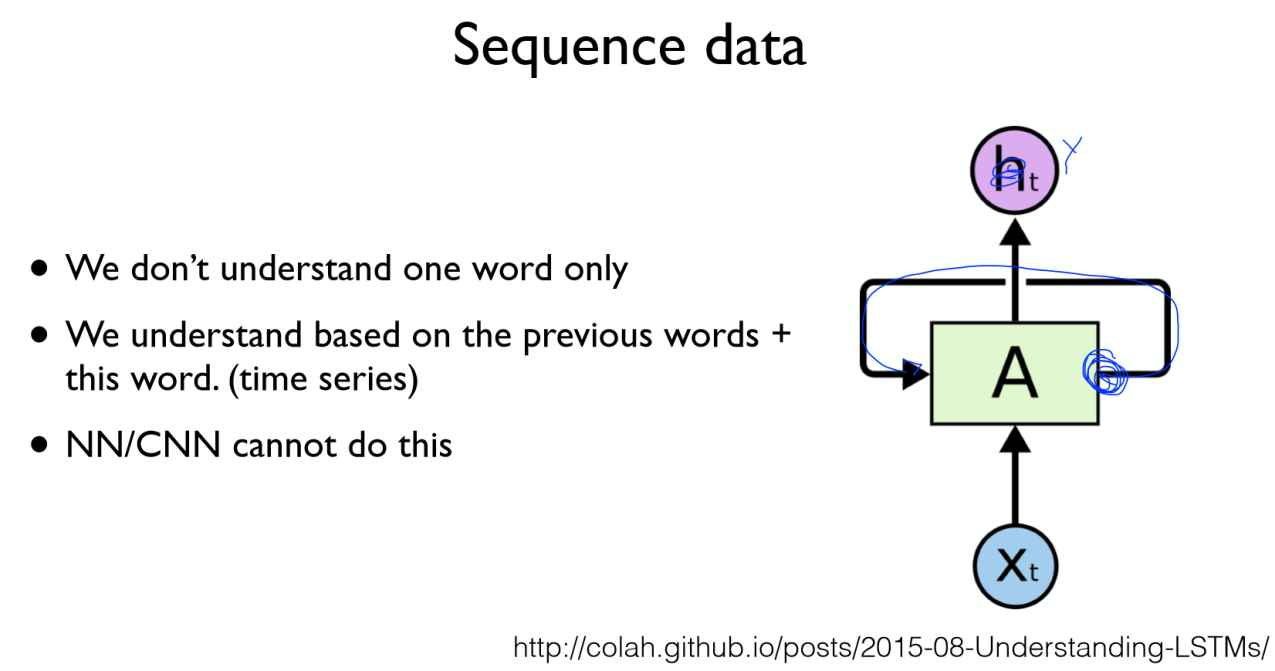 Sequence data
• We don't understand one word only
• We understand based on the previous words +
this word. (time series)
• NN/CNN cannot do this
ht
Y
A
Xt
http://colah.github.io/posts/2015-08-Understanding-LSTMs/